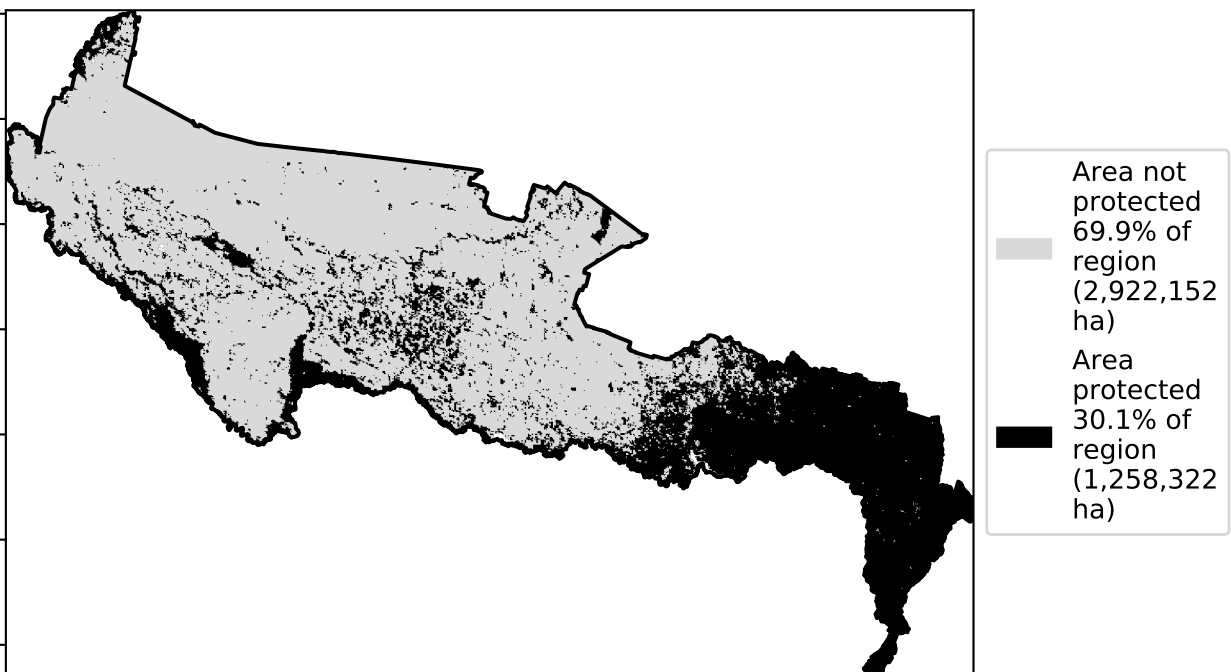 Area not
protected
69.9% of
region
(2,922,152
ha)
Area
protected
30.1% of
region
(1,258,322
ha)